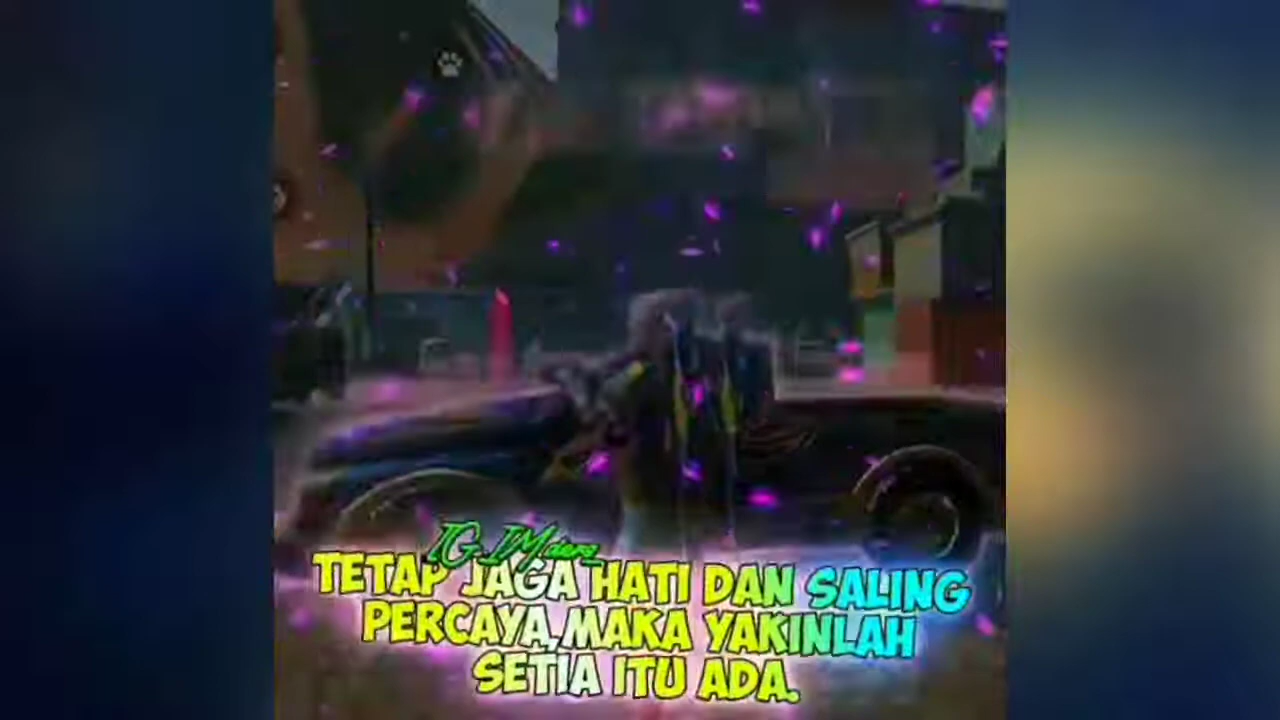 TETAP JAGA HATI DAN SALING
PERCAYA,MAKA YAKINLAH
SETIA ITU ADA.